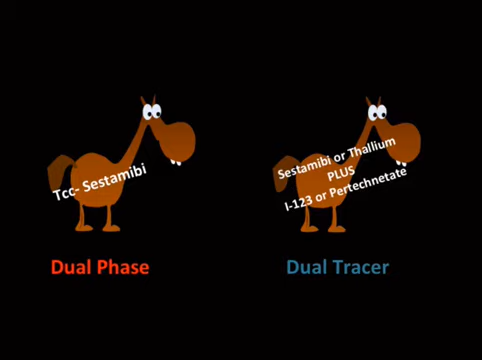 Tcc- Sestamibi
Dual Phase
Sestamibi or Thallium
PLUS
I-123 or Pertechnetate
Dual Tracer